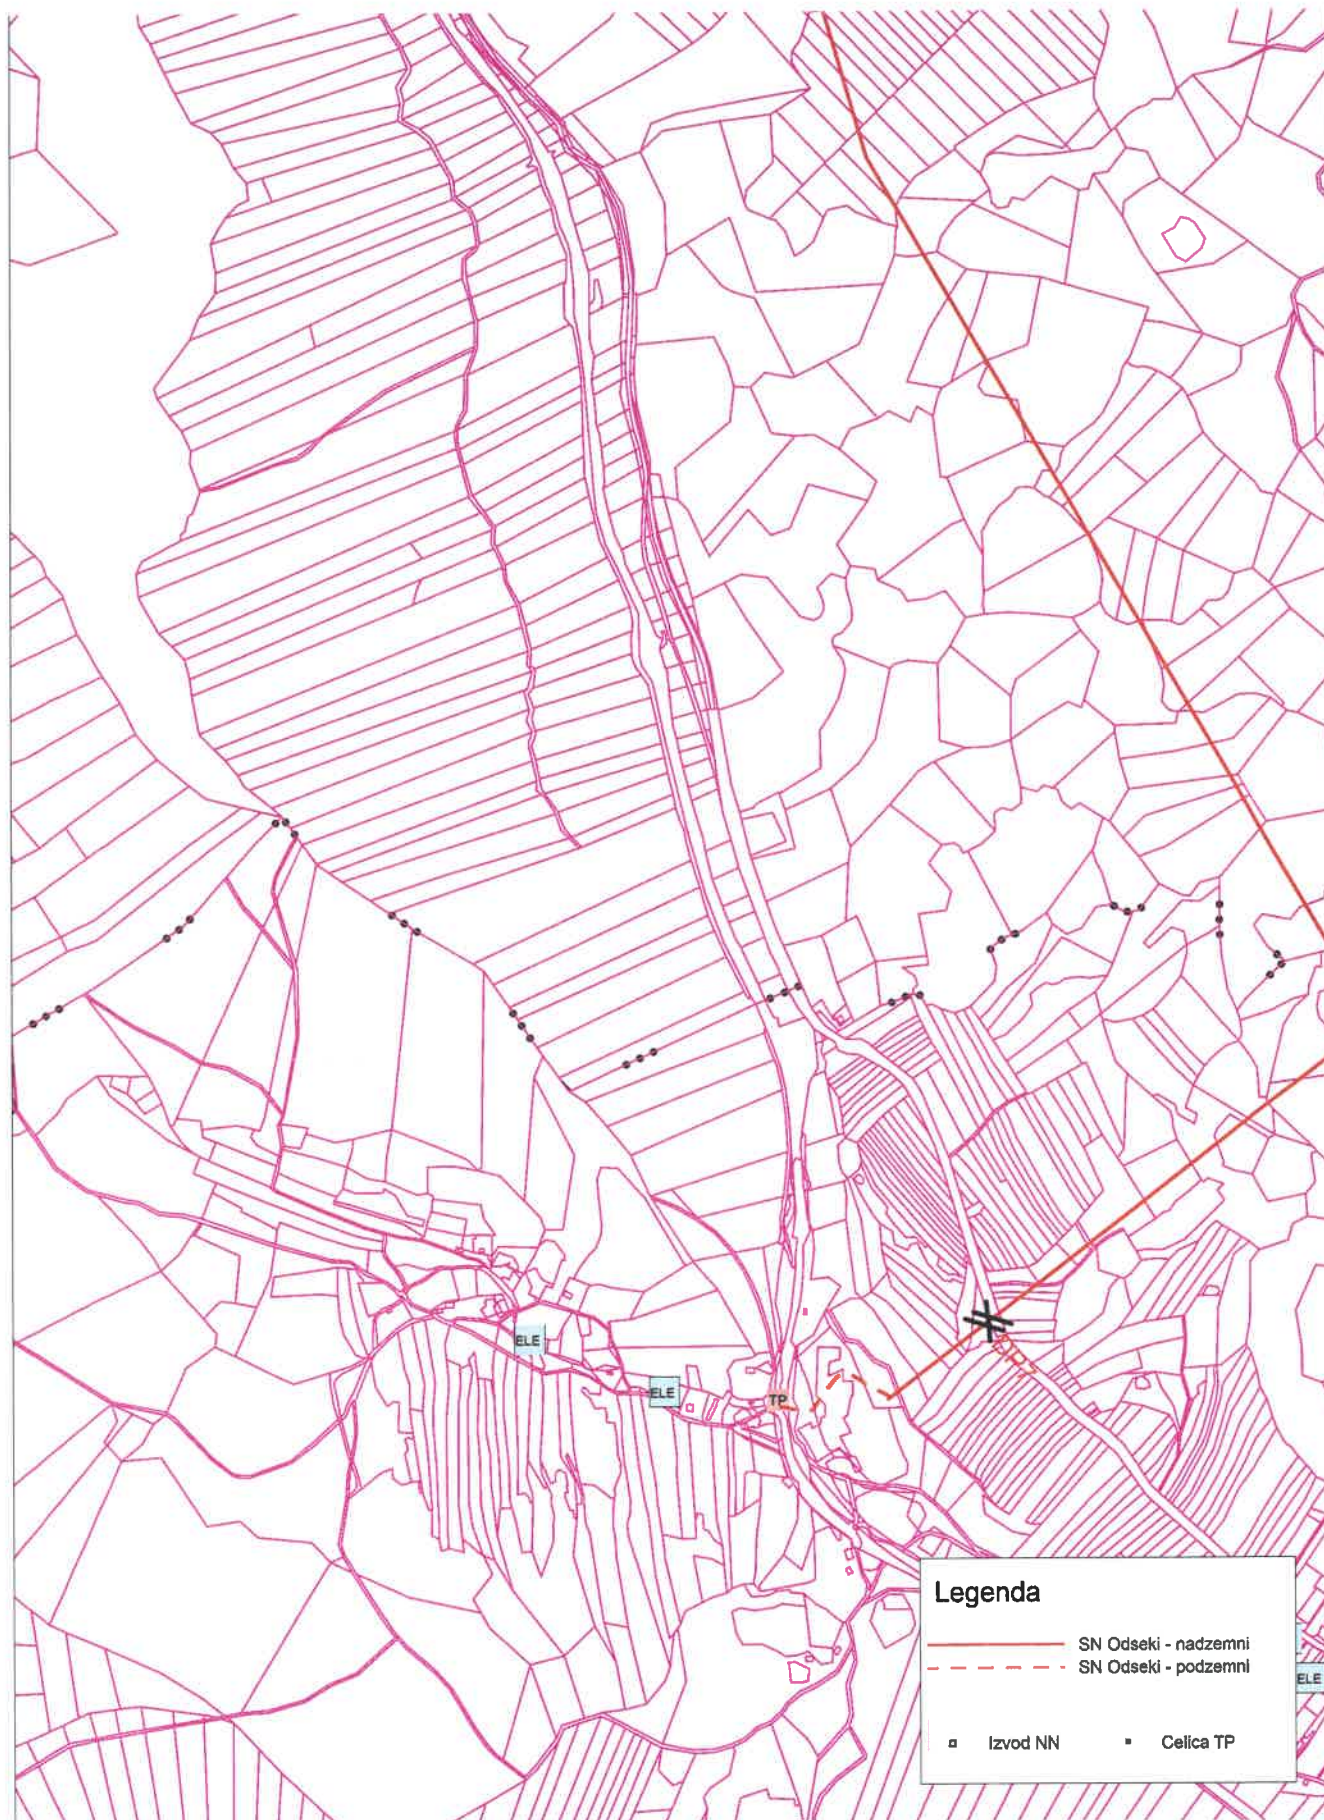 ELE
ELE
TP
Legenda
SN Odseki - nadzemni
SN Odseki - podzemni
ELE
Izvod NN
Celica TP